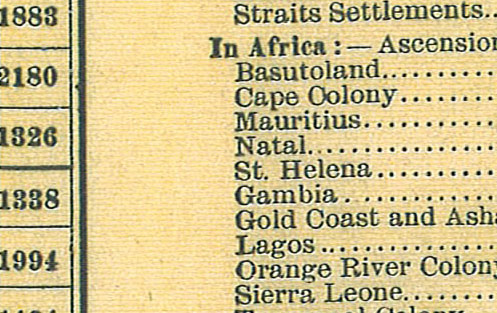 1883
2180
1326
1338
1994
Straits Settlements..
In Africa:— Ascension
Basutoland..........
Cape Oolony.........
Mauritius............
Natal................
St. Helena...........
Gambia..............
Gold Coast and Asha
Lagos...............
Orange River Colony
Sierra Leone........
Colony